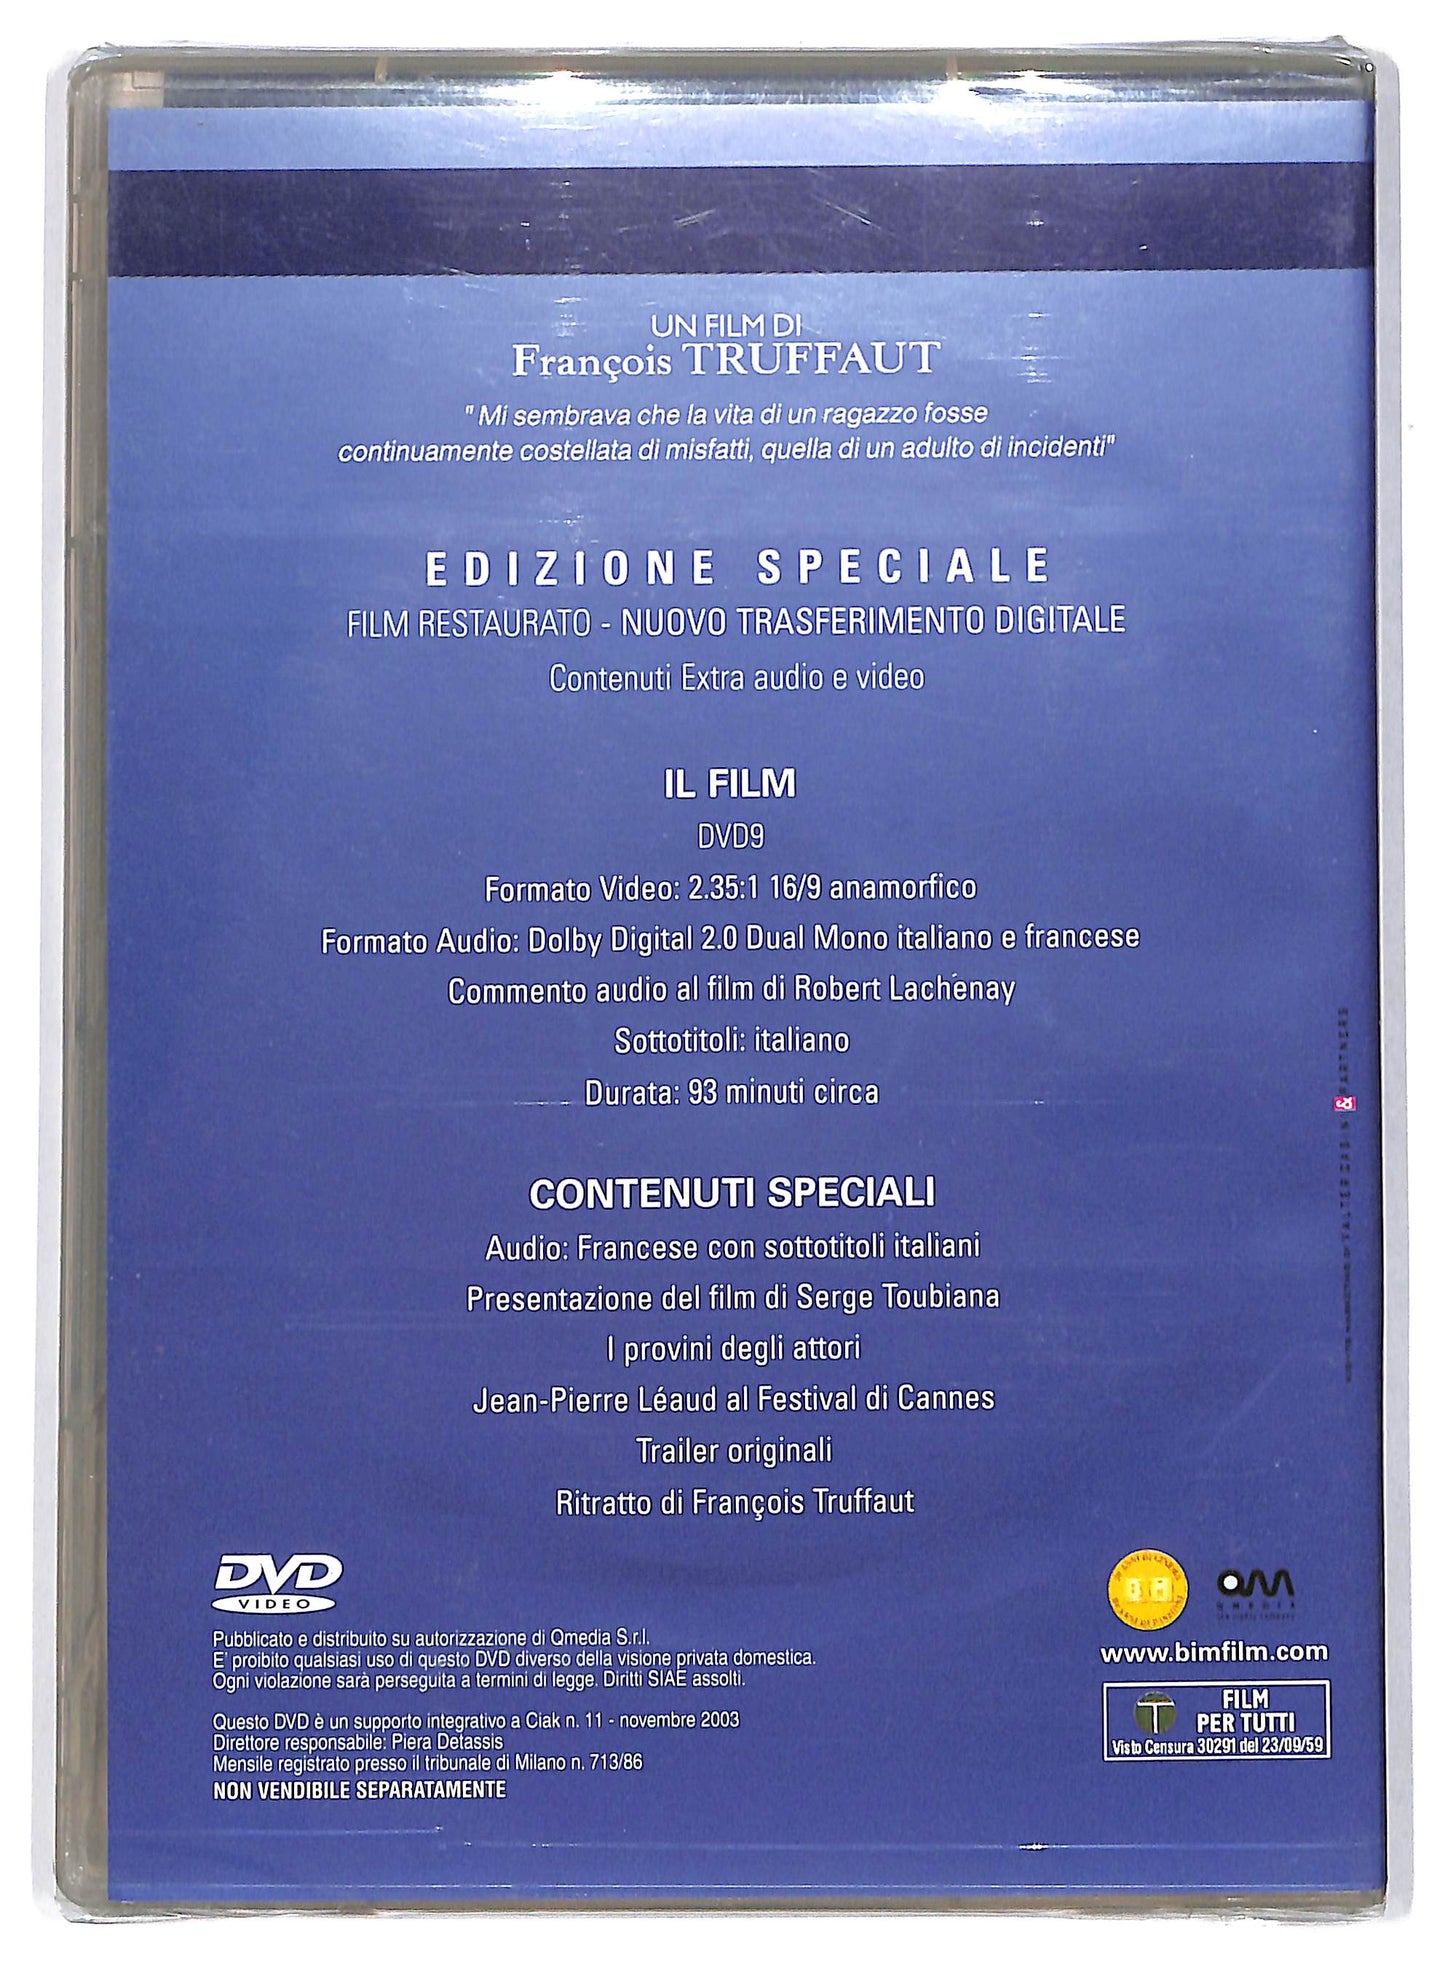 UN FILM DI
François TRUFFAUT
" Mi sembrava che la vita di un ragazzo fosse
continuamente costellata di misfatti, quella di un adulto di incidenti"
EDIZIONE SPECIALE
FILM RESTAURATO - NUOVO TRASFERIMENTO DIGITALE
Contenuti Extra audio e video
IL FILM
DVD9
Formato Video: 2.35:1 16/9 anamorfico
Formato Audio: Dolby Digital 2.0 Dual Mono italiano e francese
Commento audio al film di Robert Lachenay
Sottotitoli: italiano
Durata: 93 minuti circa
CONTENUTI SPECIALI
Audio: Francese con sottotitoli italiani
Presentazione del film di Serge Toubiana
I provini degli attori
Jean-Pierre Léaud al Festival di Cannes
Trailer originali
Ritratto di François Truffaut
DVD
VIDEO
Pubblicato e distribuito su autorizzazione di Qmedia S.r.l.
E' proibito qualsiasi uso di questo DVD diverso della visione privata domestica.
Ogni violazione sarà perseguita a termini di legge. Diritti SIAE assolti.
Questo DVD è un supporto integrativo a Ciak n. 11 - novembre 2003
Direttore responsabile: Piera Detassis
Mensile registrato presso il tribunale di Milano n. 713/86
NON VENDIBILE SEPARATAMENTE
QMEDIA
www.bimfilm.com
T
FILM
PER TUTTI
Visto Censura 30291 del 23/09/59
& PARTNERS